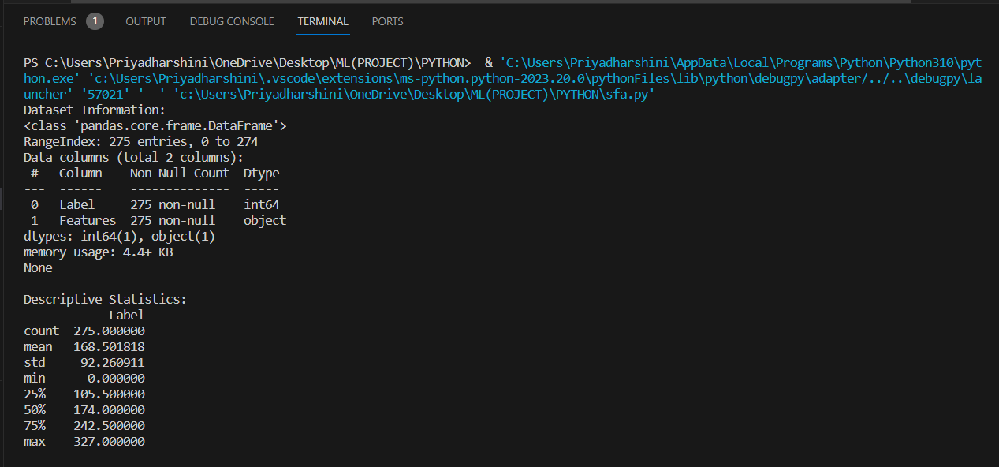 PROBLEMS 1 OUTPUT DEBUG CONSOLE TERMINAL PORTS
PS C:\Users\Priyadharshini\OneDrive\Desktop\ML(PROJECT)\PYTHON>  & 'C:\Users\Priyadharshini\AppData\Local\Programs\Python\Python310\pyt
hon.exe' 'c:\Users\Priyadharshini\.vscode\extensions\ms-python.python-2023.20.0\pythonFiles\lib\python\debugpy\adapter/../..\debugpy\la
uncher' '57021' '--' 'c:\Users\Priyadharshini\OneDrive\Desktop\ML(PROJECT)\PYTHON\sfa.py'
Dataset Information:
<class 'pandas.core.frame.DataFrame'>
RangeIndex: 275 entries, 0 to 274
Data columns (total 2 columns):
 #   Column    Non-Null Count  Dtype
---  ------    --------------  -----
 0   Label     275 non-null    int64
 1   Features  275 non-null    object
dtypes: int64(1), object(1)
memory usage: 4.4+ KB
None
Descriptive Statistics:
            Label
count  275.000000
mean   168.501818
std     92.260911
min      0.000000
25%    105.500000
50%    174.000000
75%    242.500000
max    327.000000